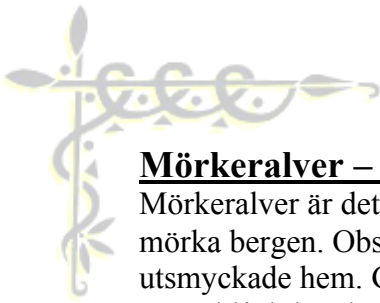 Mörkeralver –
Mörkeralver är det
mörka bergen. Obs
utsmyckade hem.